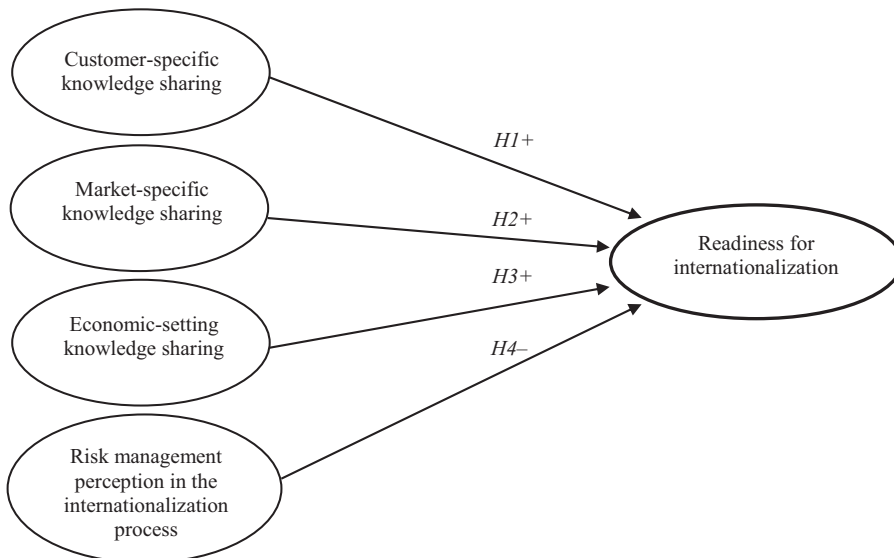 Customer-specific
knowledge sharing
H1+
Market-specific
knowledge sharing
H2+
Readiness for
internationalization
H3+
Economic-setting
knowledge sharing
H4–
Risk management
perception in the
internationalization
process